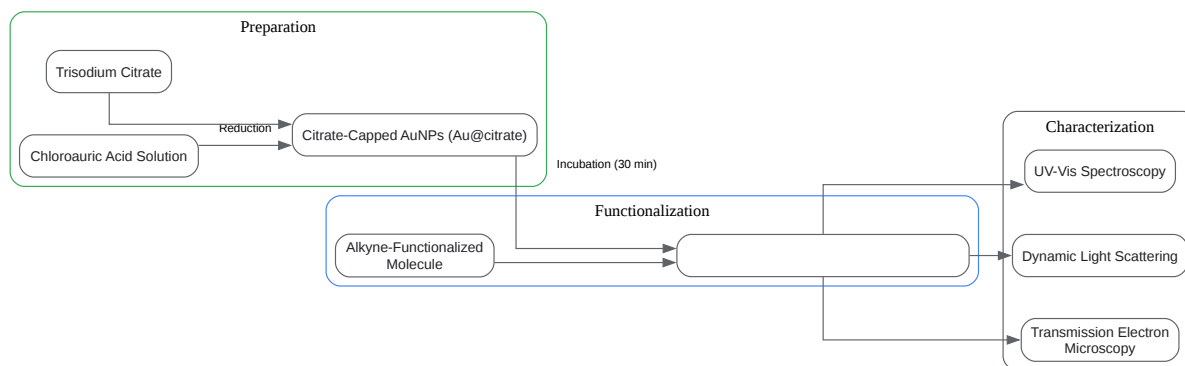 Preparation
Trisodium Citrate
Reduction
Chloroauric Acid Solution
Citrate-Capped AuNPs (Au@citrate)
Incubation (30 min)
Functionalization
Alkyne-Functionalized
Molecule
Characterization
UV-Vis Spectroscopy
Dynamic Light Scattering
Transmission Electron
Microscopy